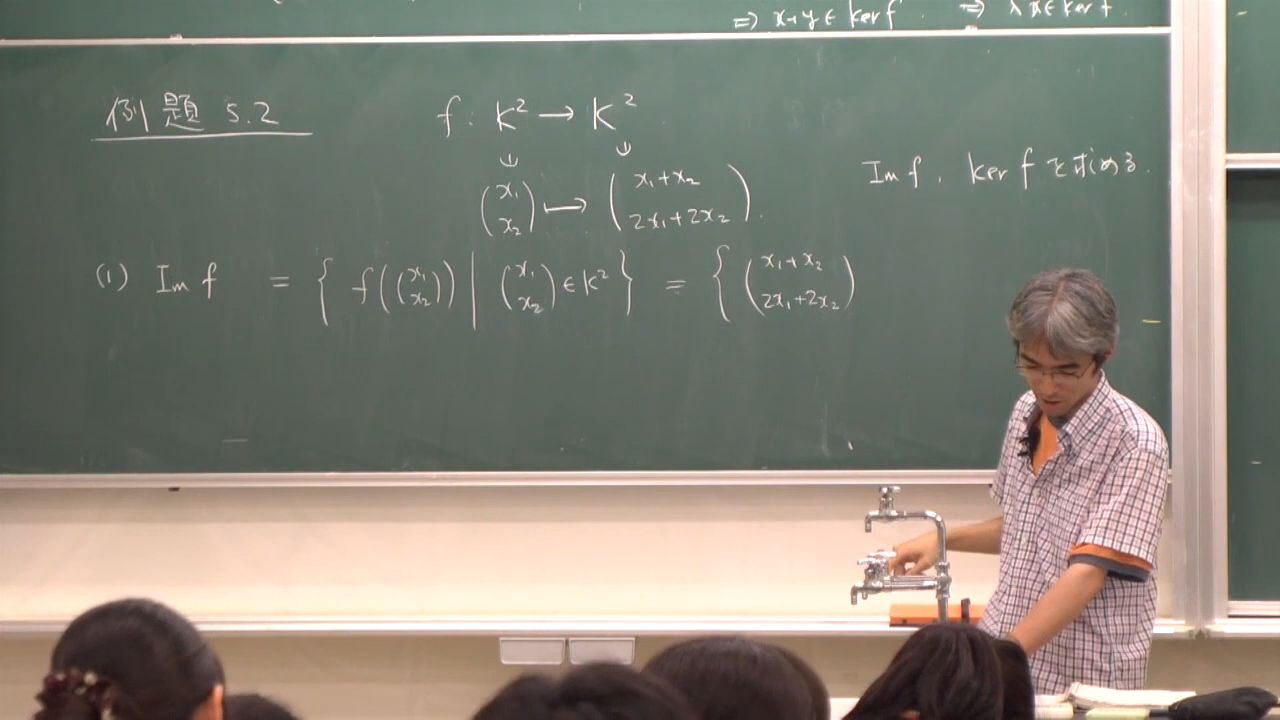 ⇒ x+y ∈ ker f ⇒ λx ∈ ker f.
例題 5.2 f: K² → K²
(x₁ x₂) ↦ (x₁+x₂ 2x₁+2x₂). Im f, ker f を求める.
(1) Im f = { f((x₁ x₂)) | (x₁ x₂) ∈ K² } = { (x₁+x₂ 2x₁+2x₂)